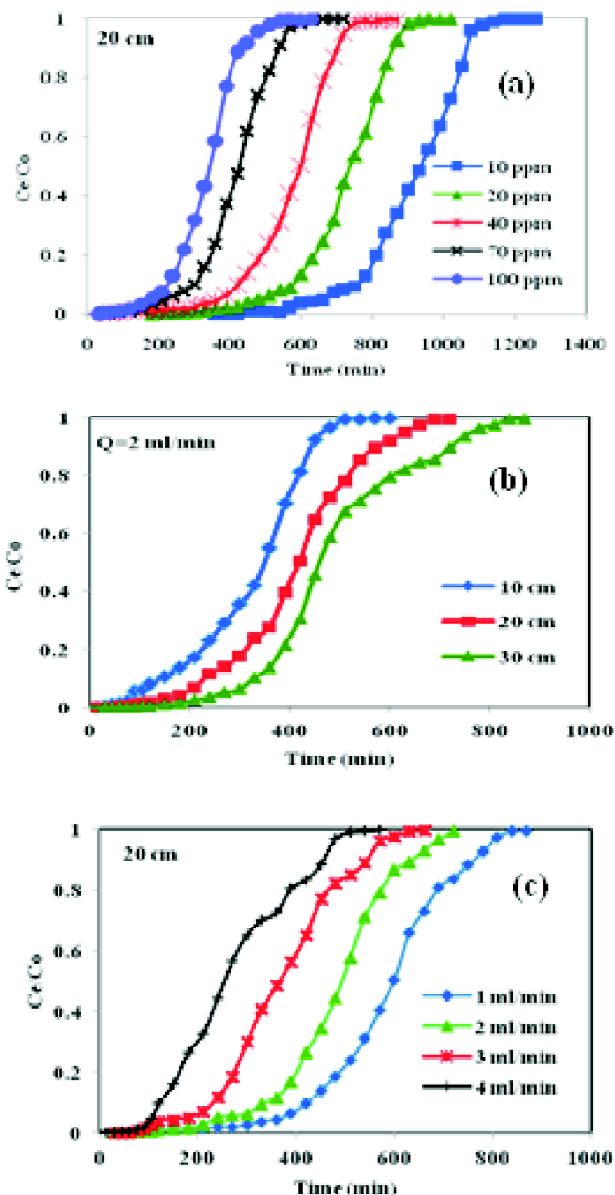 20 cm
(a)
1
0.8
0.6
0.4
0.2
0
Ce/Co
10 ppm
20 ppm
40 ppm
70 ppm
100 ppm
0 200 400 600 800 1000 1200 1400
Time (min)
Q=2 ml/min
(b)
1
0.8
0.6
0.4
0.2
0
Ce/Co
10 cm
20 cm
30 cm
0 200 400 600 800 1000
Time (min)
20 cm
(c)
1
0.8
0.6
0.4
0.2
0
Ce/Co
1 ml/min
2 ml/min
3 ml/min
4 ml/min
0 200 400 600 800 1000
Time (min)